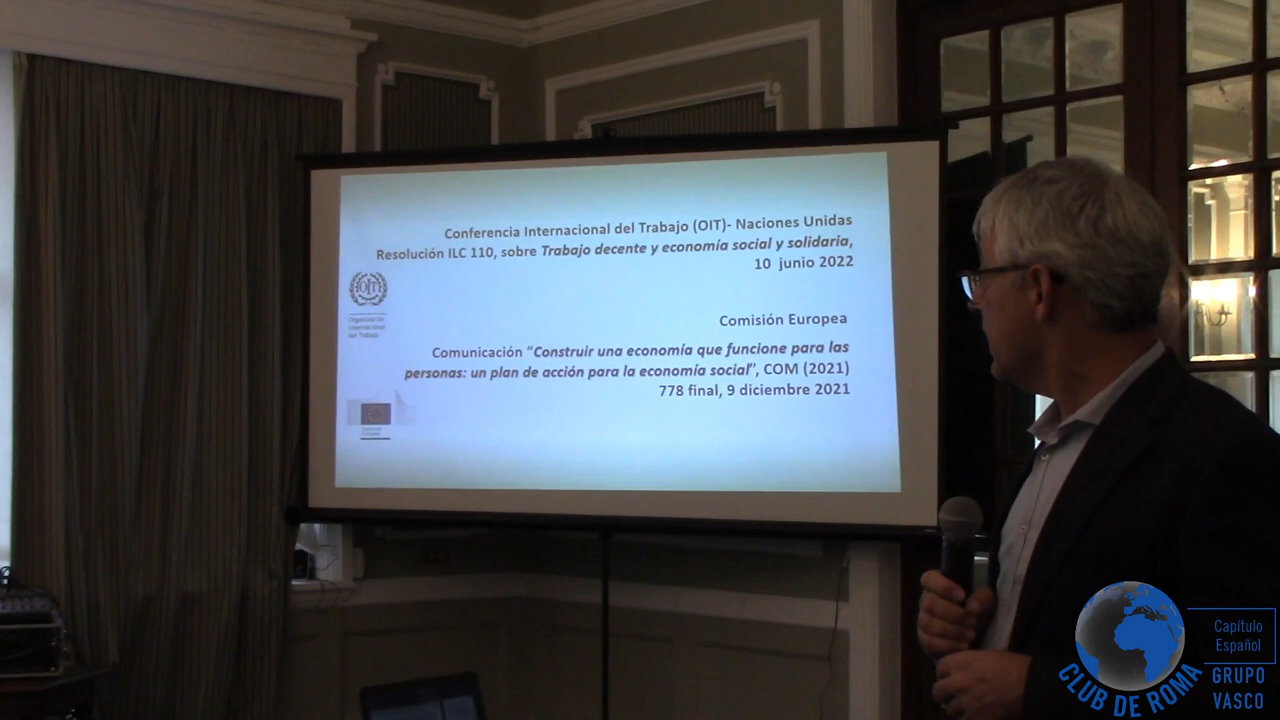 Conferencia Internacional del Trabajo (OIT)- Naciones Unidas
Resolución ILC 110, sobre Trabajo decente y economía social y solidaria,
10 junio 2022
OIT
Organización
Internacional
del Trabajo
Comisión Europea
Comunicación “Construir una economía que funcione para las
personas: un plan de acción para la economía social”, COM (2021)
778 final, 9 diciembre 2021
Capítulo
Español
GRUPO
VASCO
CLUB DE ROMA